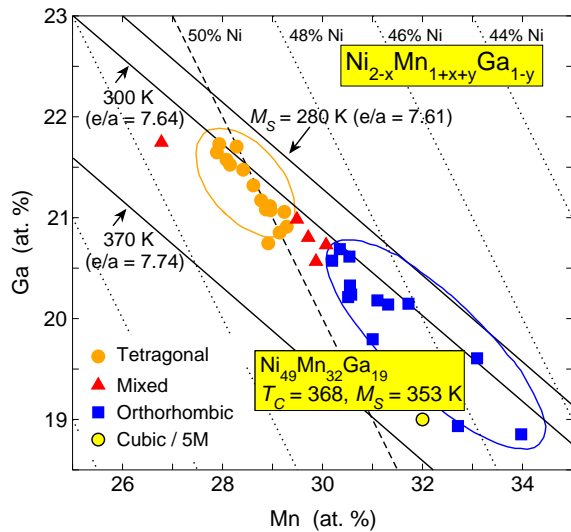 23
22
21
20
19
Ga (at. %)
50% Ni
48% Ni
46% Ni
44% Ni
Ni2-xMn1+x+yGa1-y
300 K
(e/a = 7.64)
MS = 280 K (e/a = 7.61)
370 K
(e/a = 7.74)
Tetragonal
Mixed
Orthorhombic
Cubic / 5M
Ni49Mn32Ga19
TC = 368, MS = 353 K
26
28
30
32
34
Mn (at. %)